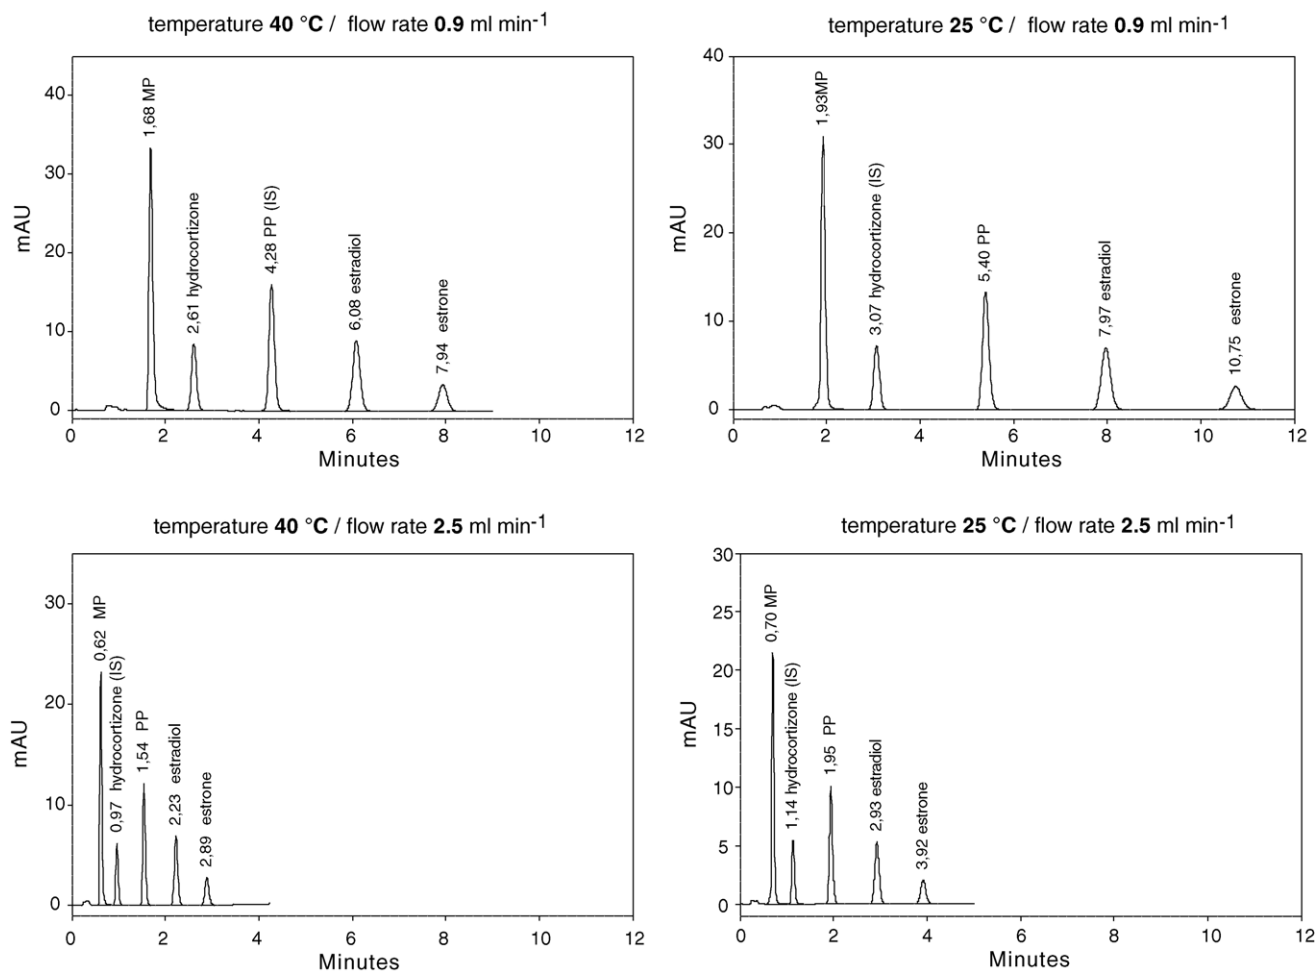 temperature 40 °C / flow rate 0.9 ml min-1
mAU
40
30
20
10
0
1,68 MP
2,61 hydrocortizone
4,28 PP (IS)
6,08 estradiol
7,94 estrone
0 2 4 6 8 10 12
Minutes
temperature 25 °C / flow rate 0.9 ml min-1
mAU
40
30
20
10
0
1,93MP
3,07 hydrocortizone (IS)
5,40 PP
7,97 estradiol
10,75 estrone
0 2 4 6 8 10 12
Minutes
temperature 40 °C / flow rate 2.5 ml min-1
mAU
30
20
10
0
0,62 MP
0,97 hydrocortizone (IS)
1,54 PP
2,23 estradiol
2,89 estrone
0 2 4 6 8 10 12
Minutes
temperature 25 °C / flow rate 2.5 ml min-1
mAU
30
25
20
15
10
5
0
0,70 MP
1,14 hydrocortizone (IS)
1,95 PP
2,93 estradiol
3,92 estrone
0 2 4 6 8 10 12
Minutes